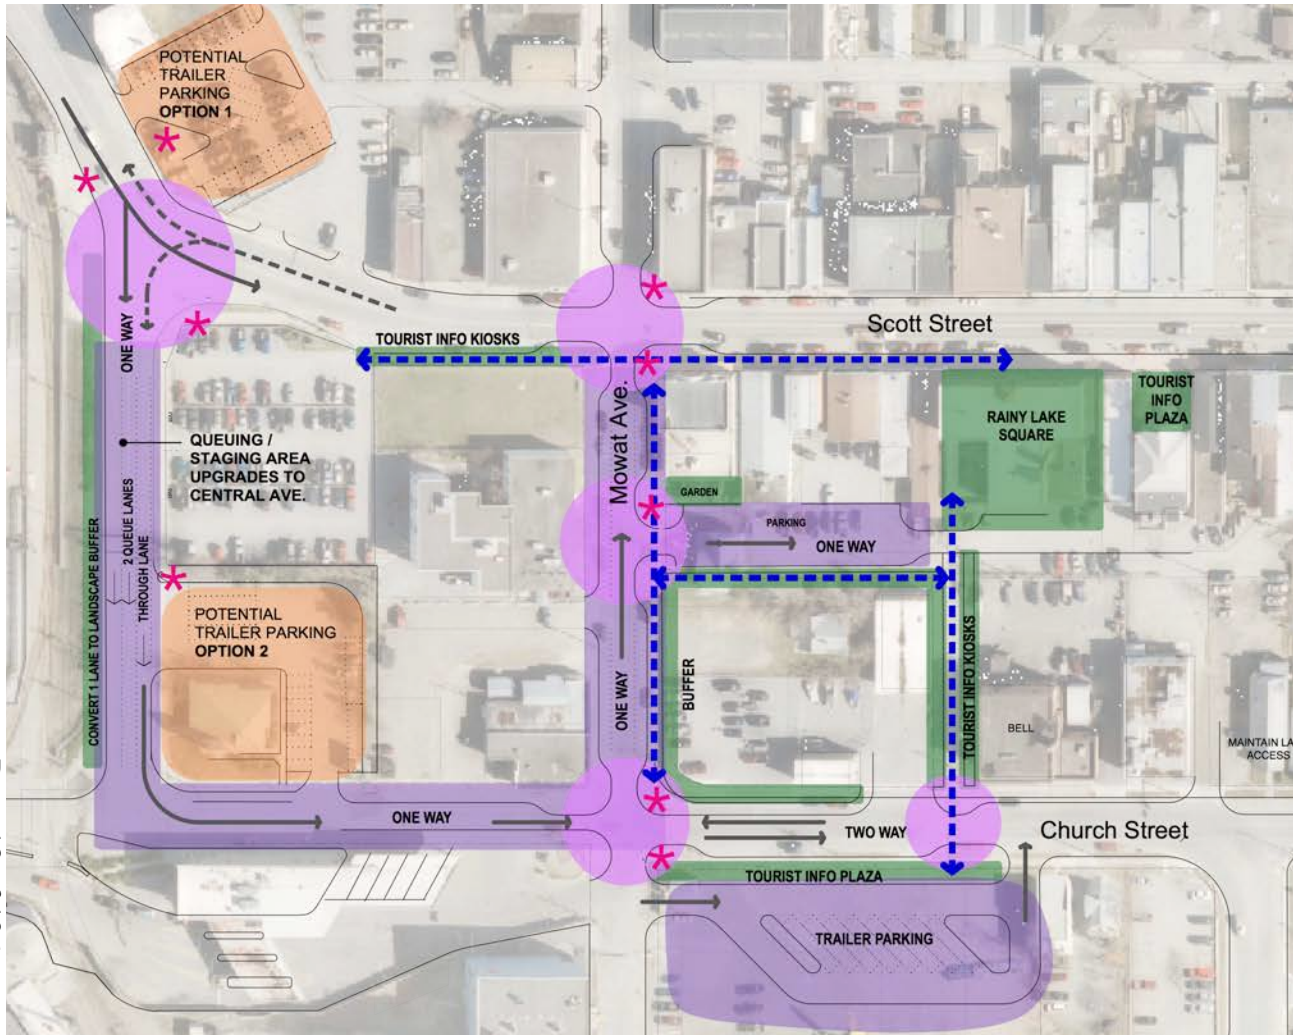 POTENTIAL
TRAILER
PARKING
OPTION 1
ONE WAY
TOURIST INFO KIOSKS
Scott Street
Mowat Ave.
RAINY LAKE
SQUARE
TOURIST
INFO
PLAZA
QUEUING /
STAGING AREA
UPGRADES TO
CENTRAL AVE.
GARDEN
PARKING
ONE WAY
CONVERT 1 LANE TO LANDSCAPE BUFFER
2 QUEUE LANES
THROUGH LANE
POTENTIAL
TRAILER PARKING
OPTION 2
ONE WAY
BUFFER
TOURIST INFO KIOSKS
BELL
MAINTAIN
ACCESS
ONE WAY
TWO WAY
Church Street
TOURIST INFO PLAZA
TRAILER PARKING